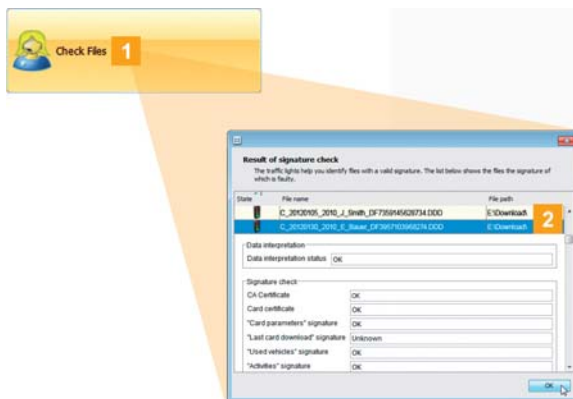 Check Files 1
Result of signature check
The traffic lights help you identify files with a valid signature. The list below shows the files the signature of
which is faulty.
State File name File path
C_20120105_2010_J_Smith_DF7359145628734.DDD E:\Download\
C_20120130_2010_E_Bauer_DF3957103968274.DDD E:\Download\ 2
Data interpretation
Data interpretation status OK
Signature check
CA Certificate OK
Card certificate OK
"Card parameters" signature OK
"Last card download" signature Unknown
"Used vehicles" signature OK
"Activities" signature OK
OK